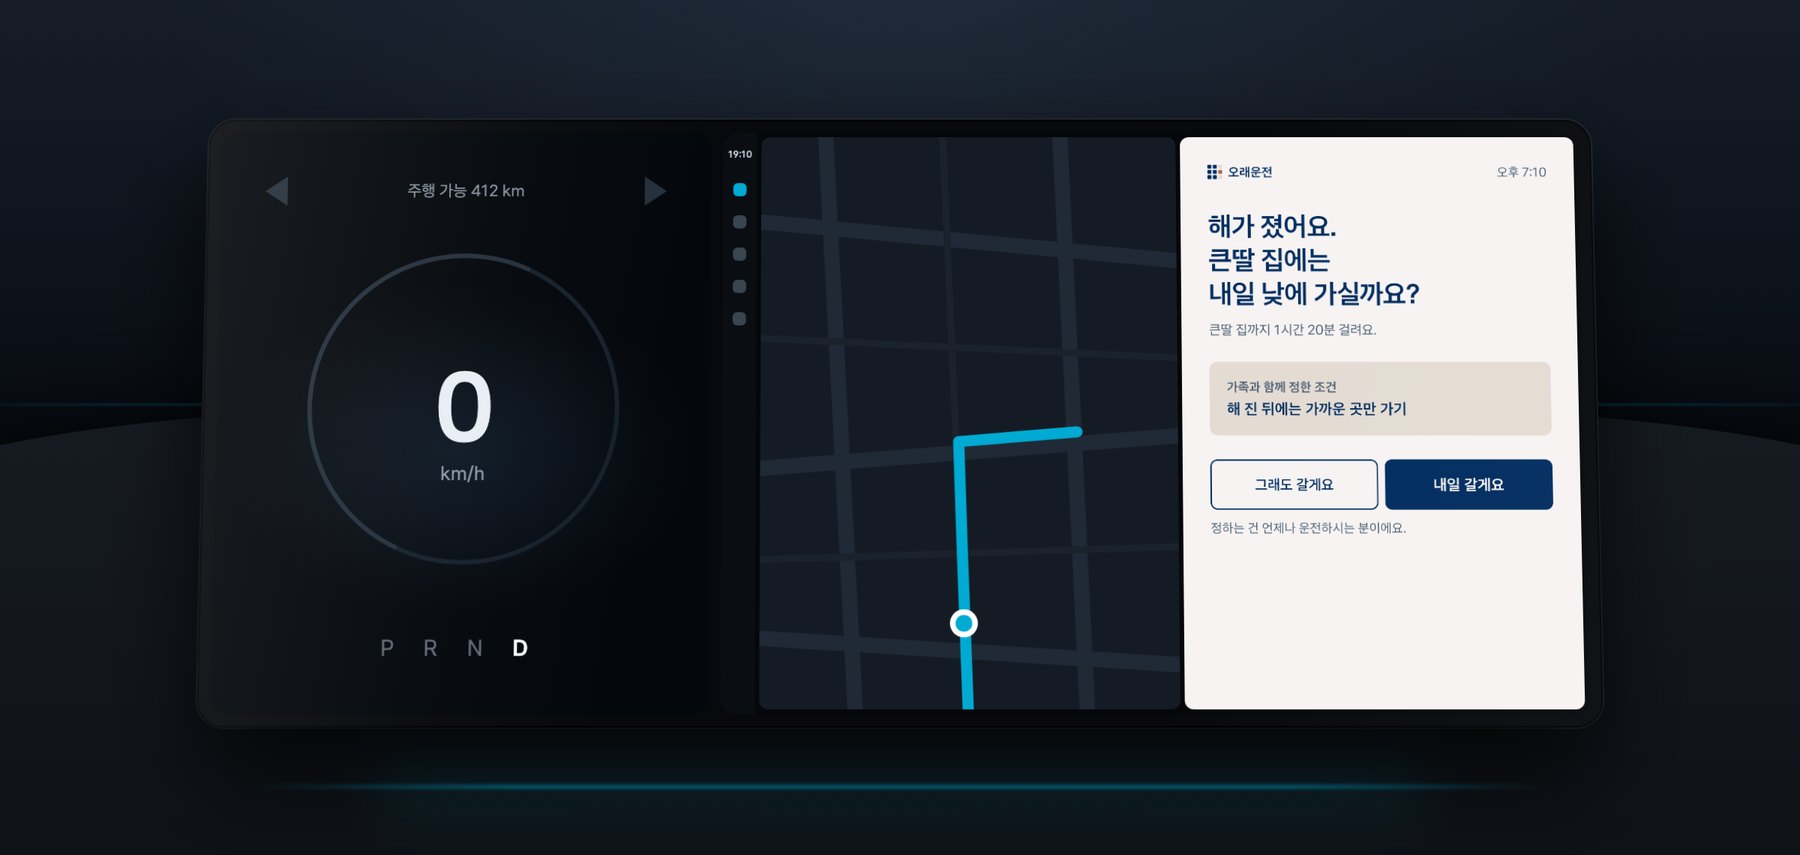 주행 가능 412 km
0
km/h
P R N D
19:10
오래운전
오후 7:10
해가 졌어요.
큰딸 집에는
내일 낮에 가실까요?
큰딸 집까지 1시간 20분 걸려요.
가족과 함께 정한 조건
해 진 뒤에는 가까운 곳만 가기
그래도 갈게요
내일 갈게요
정하는 건 언제나 운전하시는 분이에요.